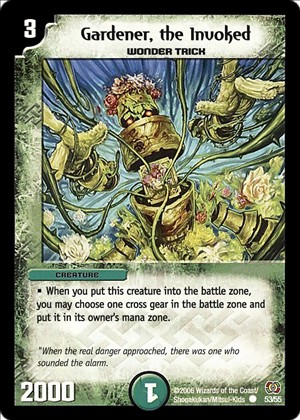 3
Gardener, the Invoked
WONDER TRICK
CREATURE
▪ When you put this creature into the battle zone,
you may choose one cross gear in the battle zone and
put it in its owner's mana zone.
"When the real danger approached, there was one who
sounded the alarm.
2000
1
©2006 Wizards of the Coast/
Shogakukan/Mitsui-Kids
53/55